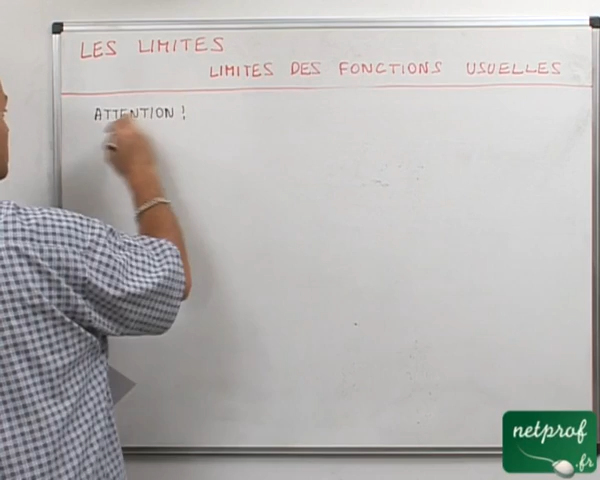 LES LIMITES
LIMITES DES FONCTIONS USUELLES
ATTENTION !
netprof
.fr